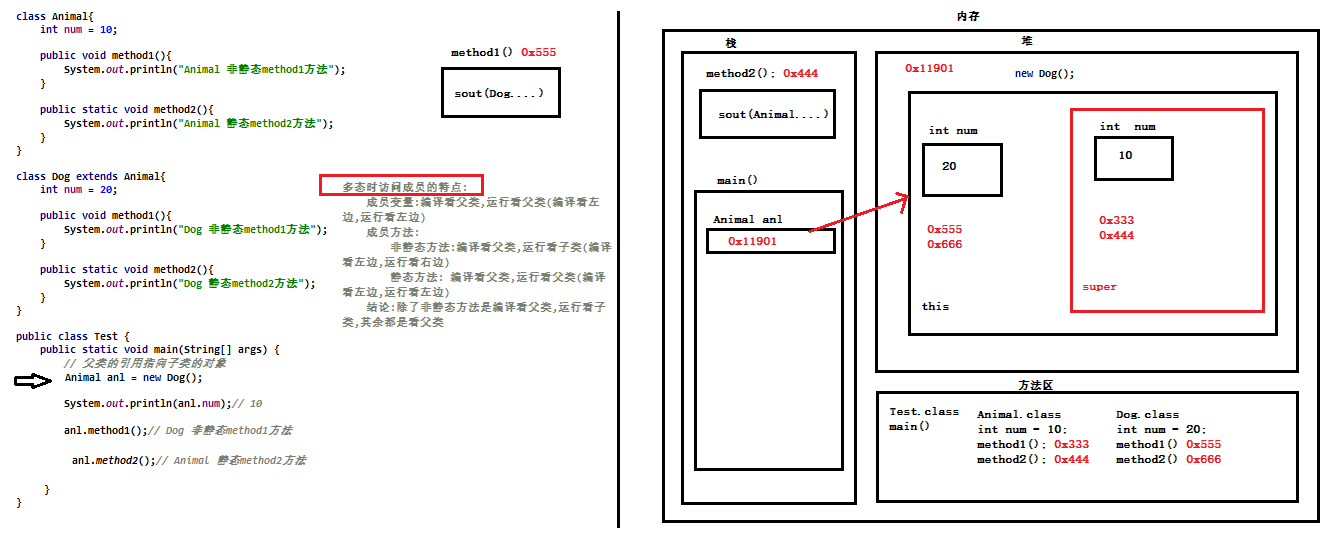 class Animal{
int num = 10;
public void method1(){
System.out.println("Animal 非静态method1方法");
}
public static void method2(){
System.out.println("Animal 静态method2方法");
}
}
class Dog extends Animal{
int num = 20;
public void method1(){
System.out.println("Dog 非静态method1方法");
}
public static void method2(){
System.out.println("Dog 静态method2方法");
}
}
public class Test {
public static void main(String[] args) {
// 父类的引用指向子类的对象
Animal anl = new Dog();
System.out.println(anl.num);// 10
anl.method1();// Dog 非静态method1方法
anl.method2();// Animal 静态method2方法
}
}
method1() 0x555
sout(Dog....)
多态时访问成员的特点:
成员变量:编译看父类,运行看父类(编译看左
边,运行看左边)
成员方法:
非静态方法:编译看父类,运行看子类(编译
看左边,运行看右边)
静态方法: 编译看父类,运行看父类(编译
看左边,运行看左边)
结论:除了非静态方法是编译看父类,运行看子
类,其余都是看父类
内存
栈
method2(); 0x444
sout(Animal....)
main()
Animal anl
0x11901
堆
0x11901
new Dog();
int num
20
0x555
0x666
this
int num
10
0x333
0x444
super
方法区
Test.class
main()
Animal.class
int num = 10;
method1(); 0x333
method2(); 0x444
Dog.class
int num = 20;
method1() 0x555
method2() 0x666